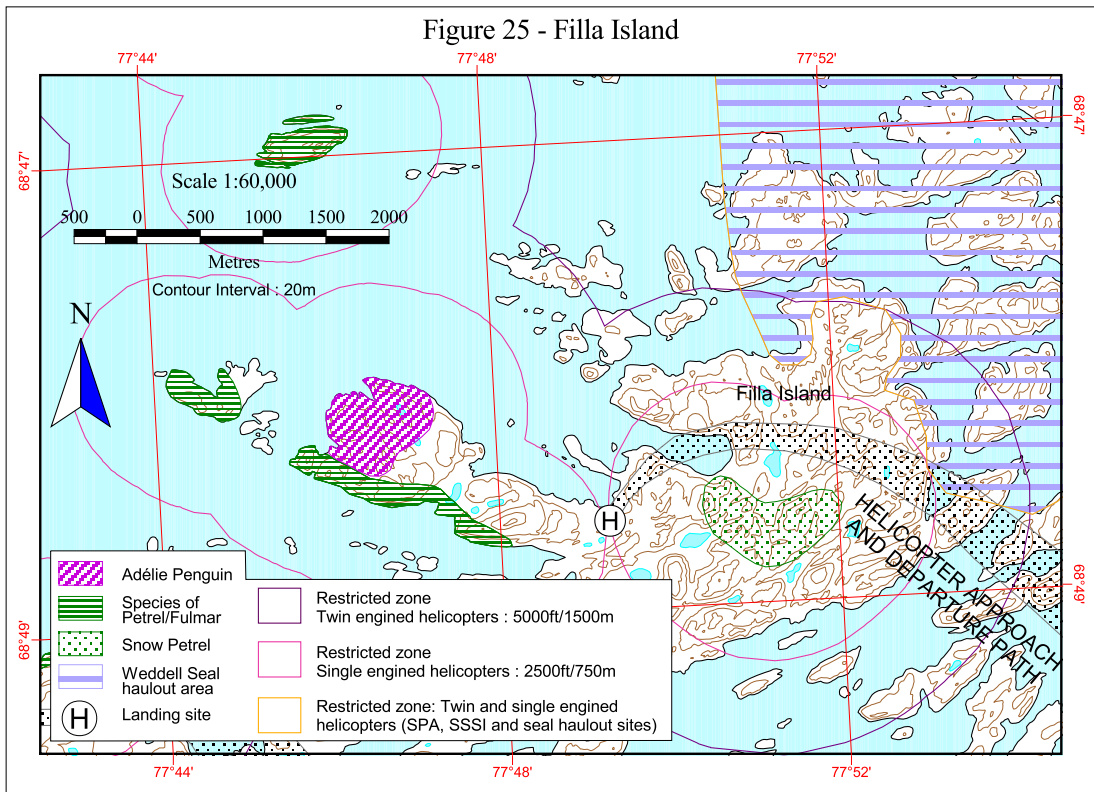 Figure 25 - Filla Island
77°44'
77°48'
77°52'
68°47'
68°47'
Scale 1:60,000
500 0 500 1000 1500 2000
Metres
Contour Interval : 20m
N
Filla Island
H
HELICOPTER APPROACH
AND DEPARTURE PATH
68°49'
68°49'
Adélie Penguin
Species of
Petrel/Fulmar
Snow Petrel
Weddell Seal
haulout area
H Landing site
Restricted zone
Twin engined helicopters : 5000ft/1500m
Restricted zone
Single engined helicopters : 2500ft/750m
Restricted zone: Twin and single engined
helicopters (SPA, SSSI and seal haulout sites)
77°44'
77°48'
77°52'